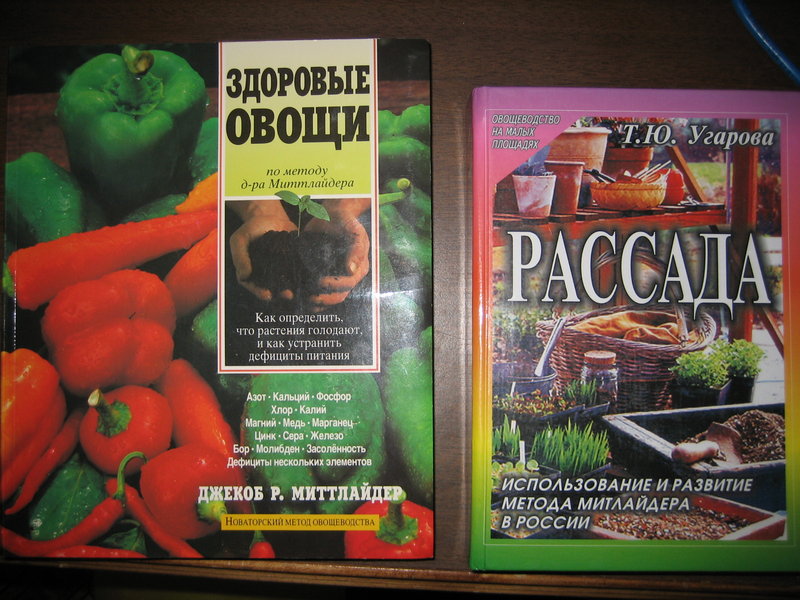 ЗДОРОВЫЕ
ОВОЩИ
по методу
д-ра Миттлайдера
Как определить,
что растения голодают,
и как устранить
дефициты питания
Азот · Кальций · Фосфор
Хлор · Калий
Магний · Медь · Марганец
Цинк · Сера · Железо
Бор · Молибден · Засолённость
Дефициты нескольких элементов
ДЖЕКОБ Р. МИТТЛАЙДЕР
НОВАТОРСКИЙ МЕТОД ОВОЩЕВОДСТВА
ОВОЩЕВОДСТВО
НА МАЛЫХ
ПЛОЩАДЯХ
Т.Ю. Угарова
РАССАДА
ИСПОЛЬЗОВАНИЕ И РАЗВИТИЕ
МЕТОДА МИТЛАЙДЕРА
В РОССИИ